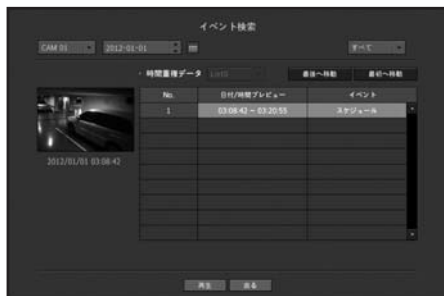 イベント検索
CAM 01 2012-01-01 すべて
時間重複データ List0 最後へ移動 最初へ移動
No. 日付/時間プレビュー イベント
1 03:08:42 ~ 03:20:55 スケジュール
2012/01/01 03:08:42
再生 戻る